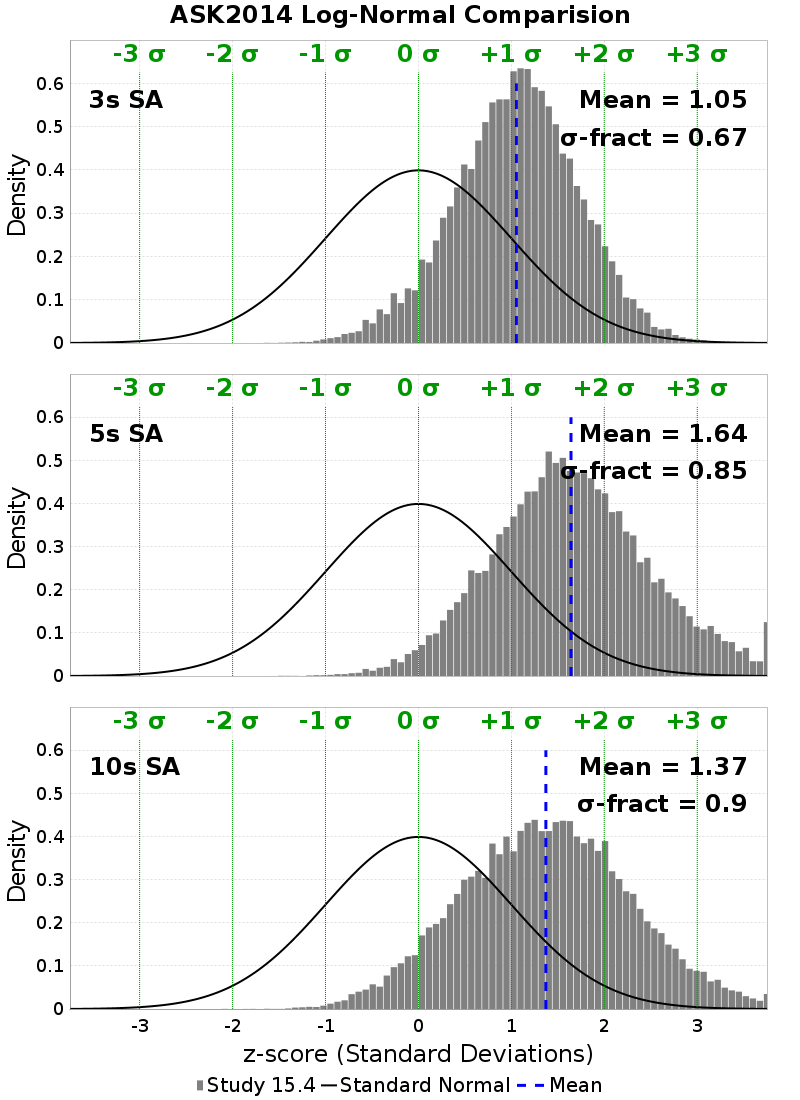 ASK2014 Log-Normal Comparision
-3 σ -2 σ -1 σ 0 σ +1 σ +2 σ +3 σ
3s SA
Mean = 1.05
σ-fract = 0.67
Density
0.6
0.5
0.4
0.3
0.2
0.1
0
-3 σ -2 σ -1 σ 0 σ +1 σ +2 σ +3 σ
5s SA
Mean = 1.64
σ-fract = 0.85
Density
0.6
0.5
0.4
0.3
0.2
0.1
0
-3 σ -2 σ -1 σ 0 σ +1 σ +2 σ +3 σ
10s SA
Mean = 1.37
σ-fract = 0.9
Density
0.6
0.5
0.4
0.3
0.2
0.1
0
-3 -2 -1 0 1 2 3
z-score (Standard Deviations)
Study 15.4 Standard Normal Mean